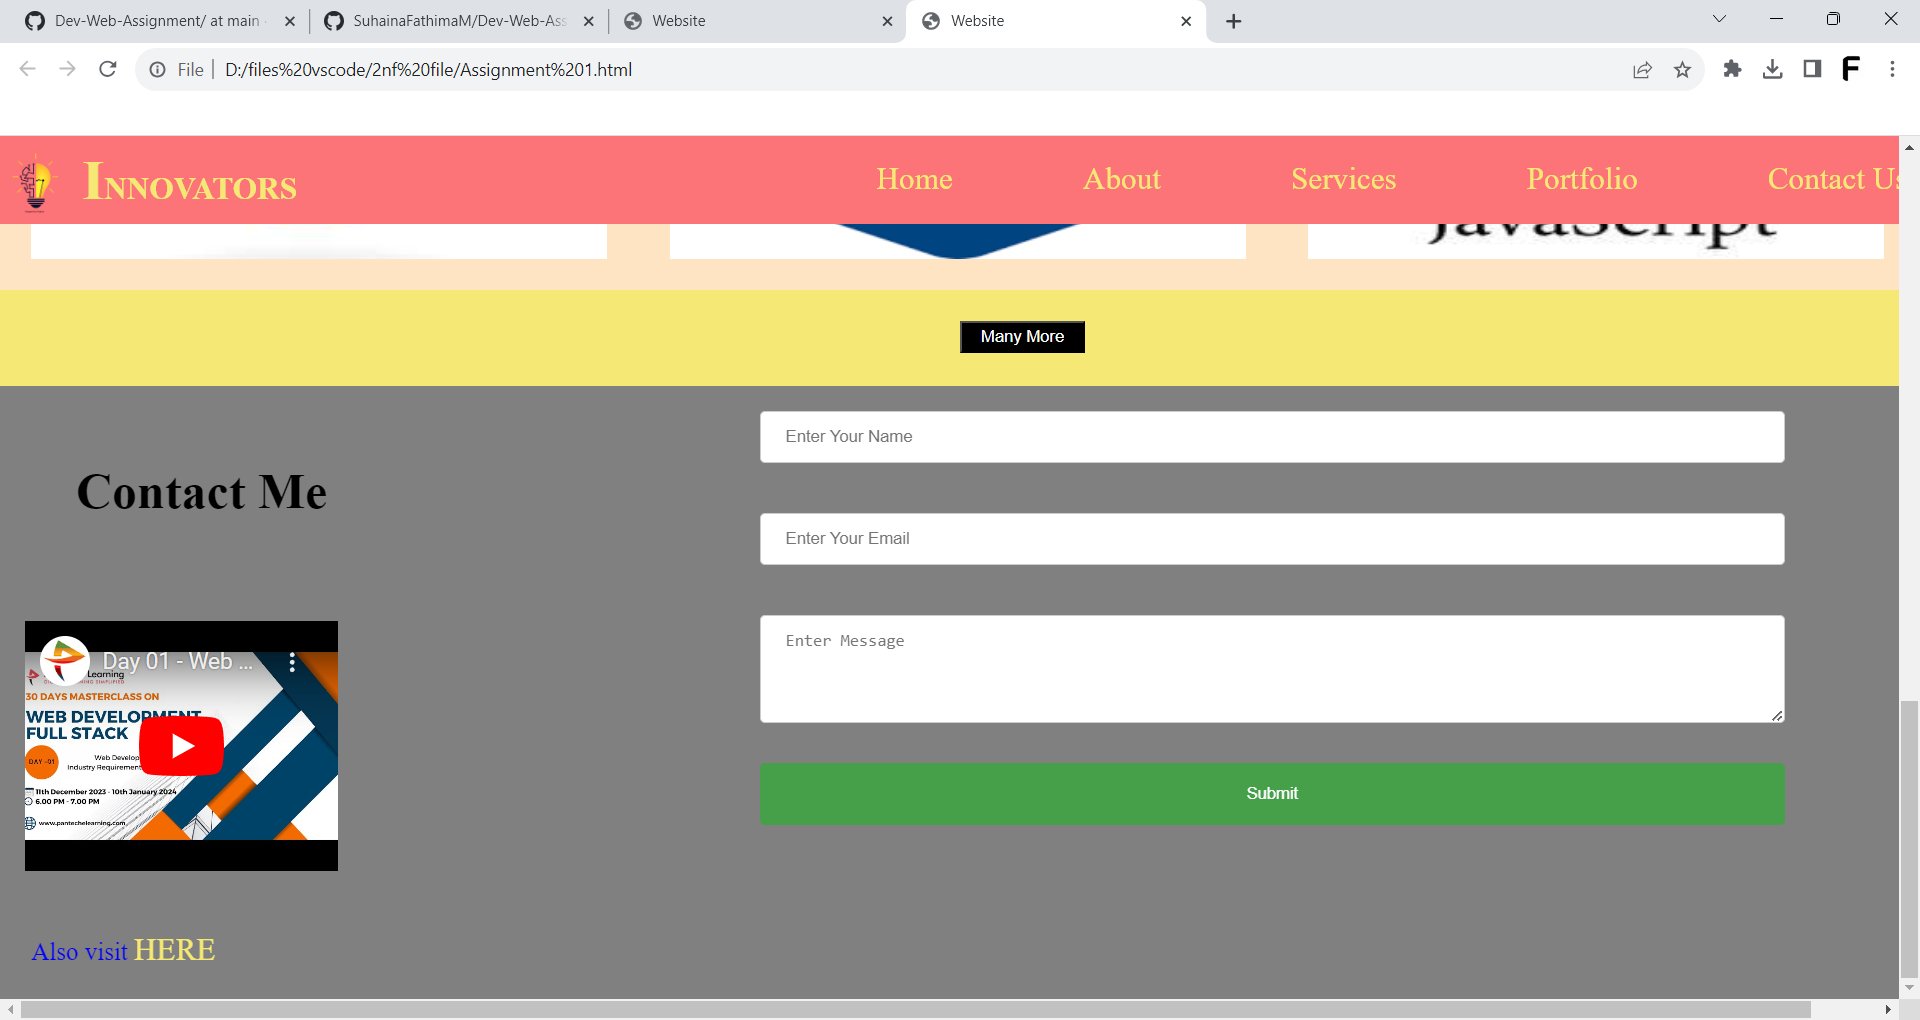 Dev-Web-Assignment/ at main
SuhainaFathimaM/Dev-Web-Ass
Website
Website
File
D:/files%20vscode/2nf%20file/Assignment%201.html
F
INNOVATORS
Home
About
Services
Portfolio
Contact Us
JavaScript
Many More
Contact Me
Enter Your Name
Enter Your Email
Enter Message
Submit
Day 01 - Web ...
Learning
30 DAYS MASTERCLASS ON
WEB DEVELOPMENT
FULL STACK
DAY -01
Web Develop
Industry Requirement
11th December 2023 - 10th January 2024
6.00 PM - 7.00 PM
www.pantechelearning.com
Also visit HERE